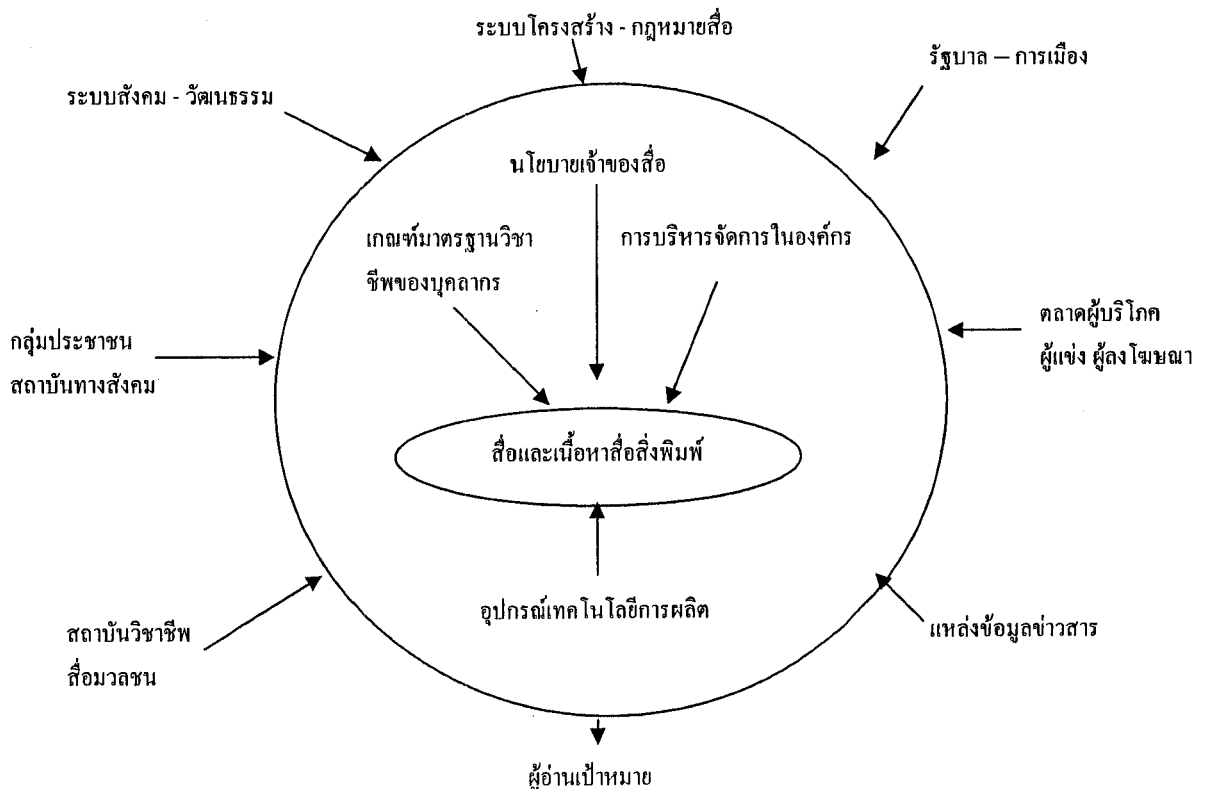 ระบบโครงสร้าง - กฎหมายสื่อ
รัฐบาล – การเมือง
ระบบสังคม - วัฒนธรรม
นโยบายเจ้าของสื่อ
เกณฑ์มาตรฐานวิชา
ชีพของบุคลากร
การบริหารจัดการในองค์กร
กลุ่มประชาชน
สถาบันทางสังคม
ตลาดผู้บริโภค
ผู้แข่ง ผู้ลงโฆษณา
สื่อและเนื้อหาสื่อสิ่งพิมพ์
อุปกรณ์เทคโนโลยีการผลิต
สถาบันวิชาชีพ
สื่อมวลชน
แหล่งข้อมูลข่าวสาร
ผู้อ่านเป้าหมาย